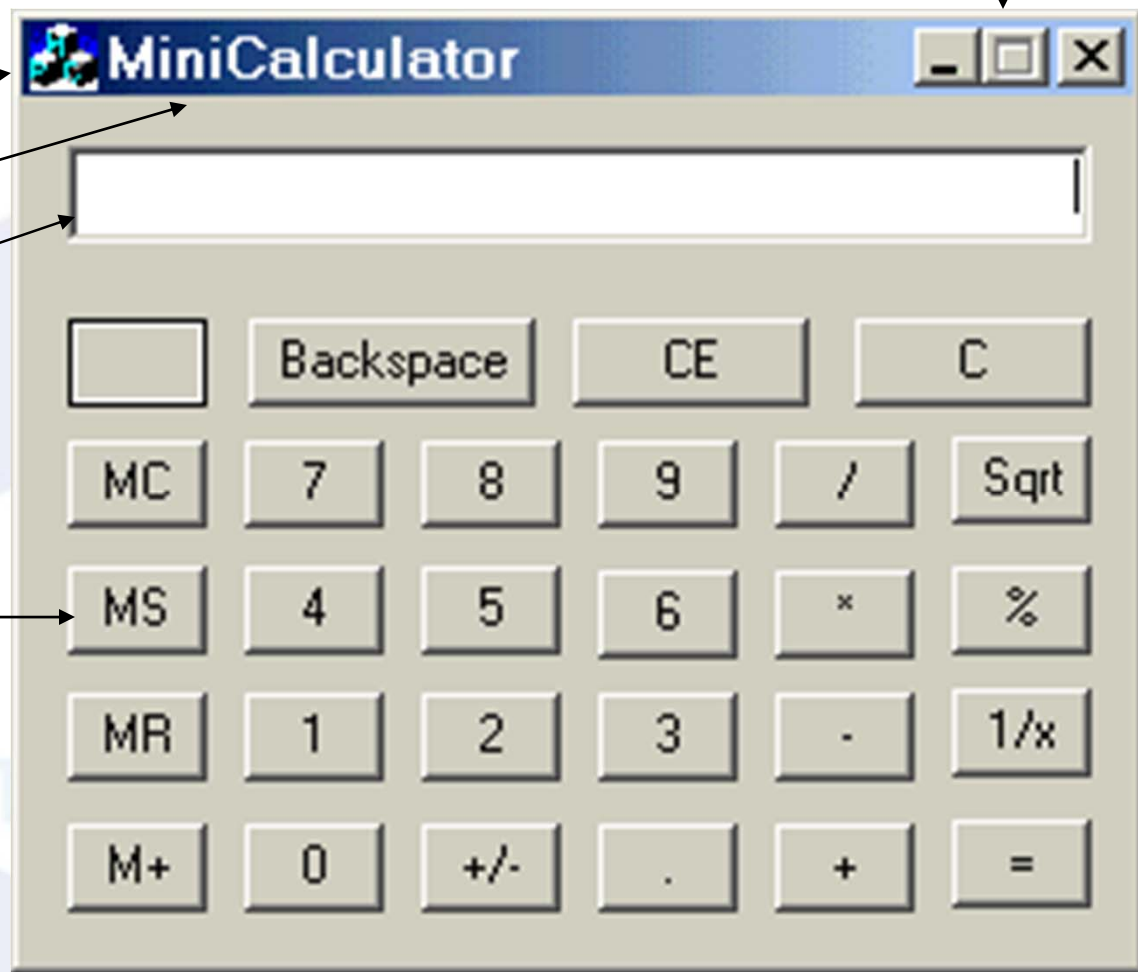 MiniCalculator
Backspace CE C
MC 7 8 9 / Sqrt
MS 4 5 6 * %
MR 1 2 3 - 1/x
M+ 0 +/- . + =